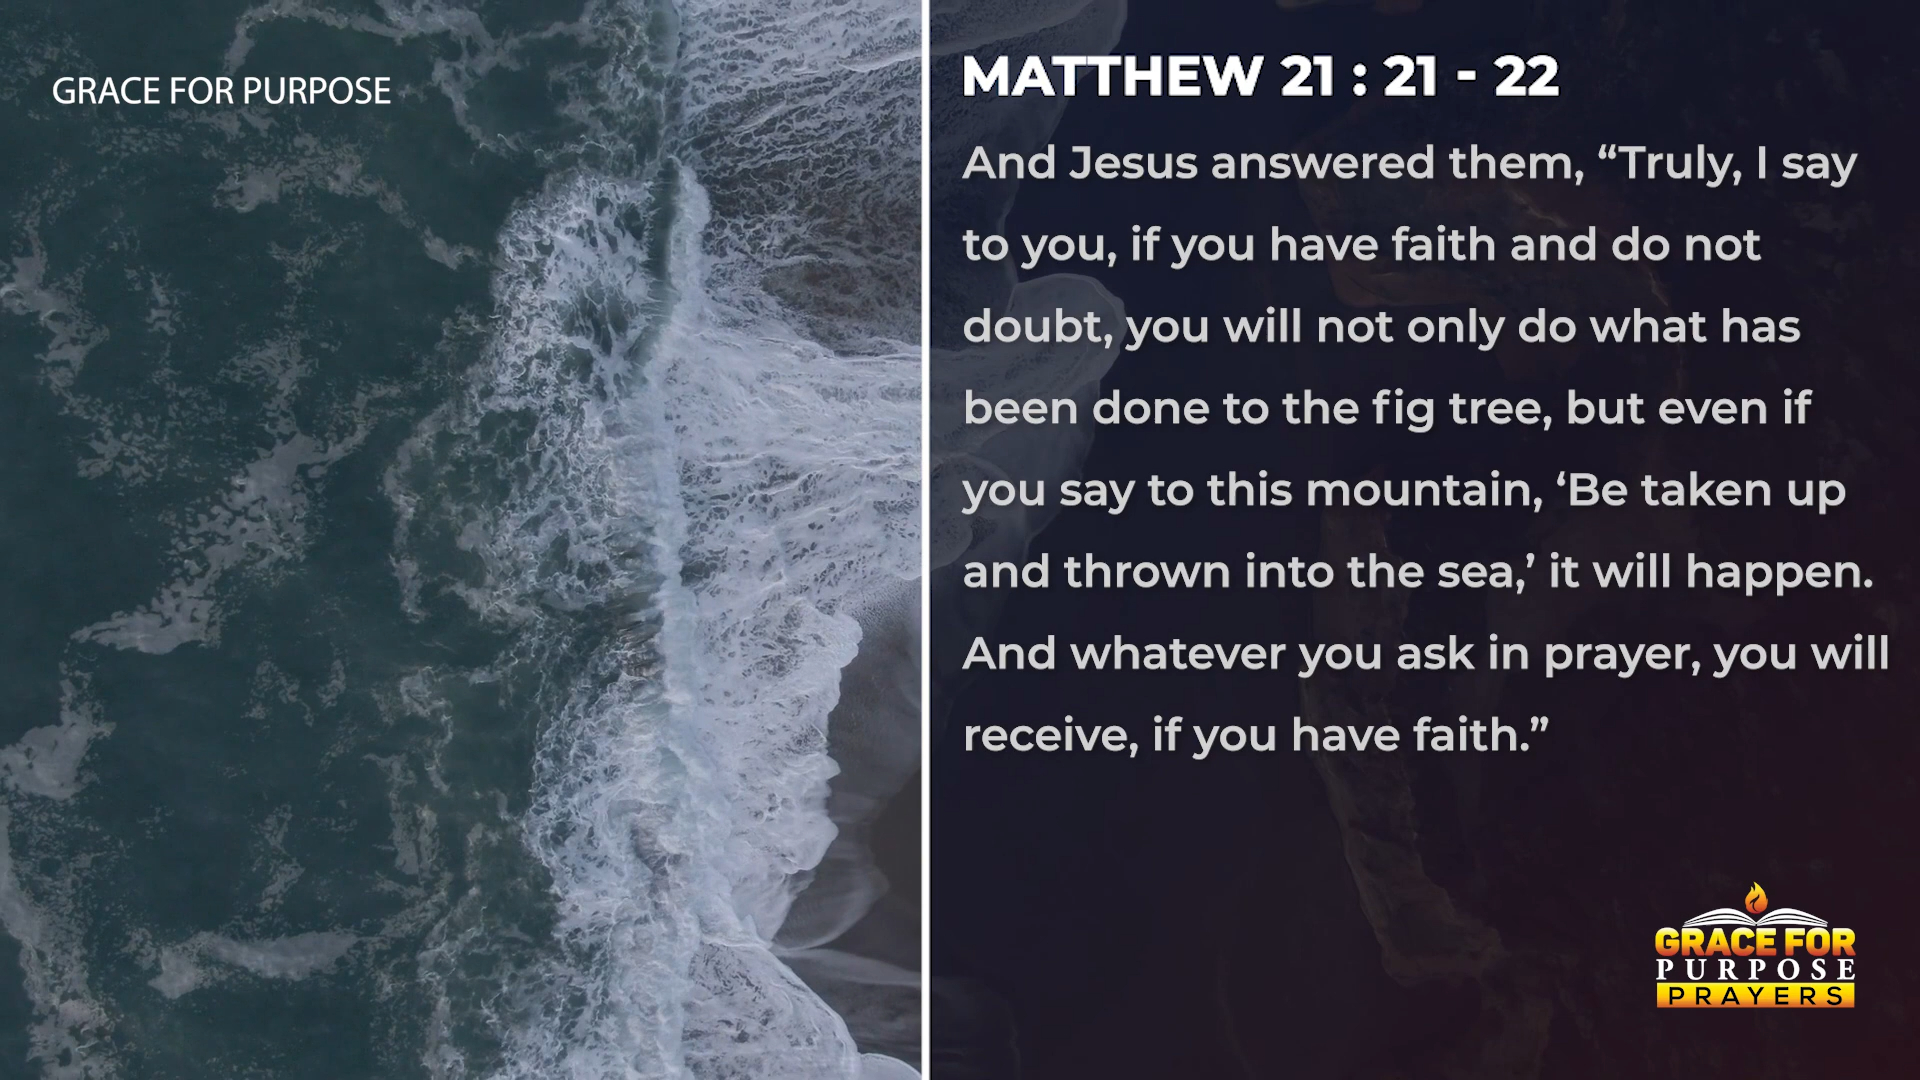 GRACE FOR PURPOSE
MATTHEW 21 : 21 - 22
And Jesus answered them, “Truly, I say
to you, if you have faith and do not
doubt, you will not only do what has
been done to the fig tree, but even if
you say to this mountain, ‘Be taken up
and thrown into the sea,’ it will happen.
And whatever you ask in prayer, you will
receive, if you have faith.”
GRACE FOR
PURPOSE
PRAYERS